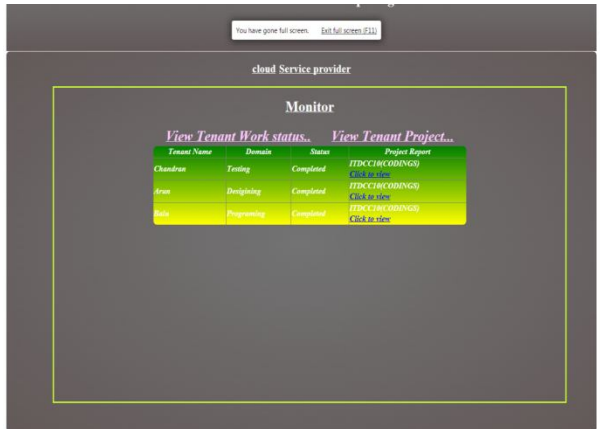 You have gone full screen. Exit full screen (F11)
cloud Service provider
Monitor
View Tenant Work status.. View Tenant Project...
Tenant Name Domain Status Project Report
Chandran Testing Completed ITDCC10(CODINGS)
Click to view
Arun Desigining Completed ITDCC10(CODINGS)
Click to view
Bala Programing Completed ITDCC10(CODINGS)
Click to view